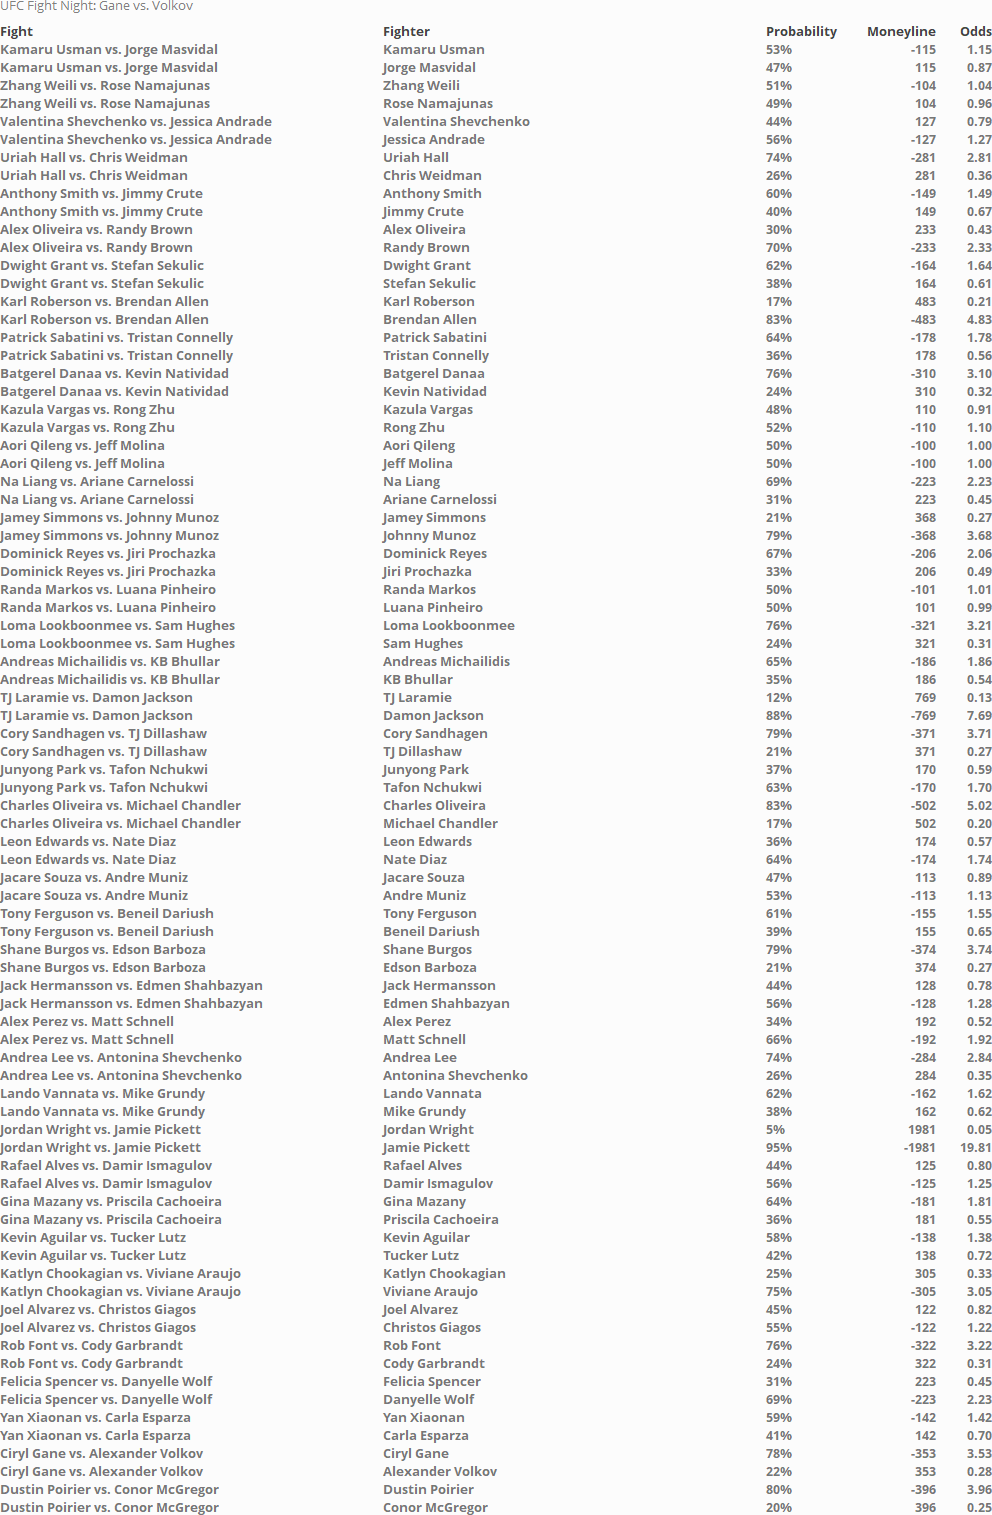 UFC Fight Night: Gane vs. Volkov
Fight Fighter Probability Moneyline Odds
Kamaru Usman vs. Jorge Masvidal Kamaru Usman 53% -115 1.15
Kamaru Usman vs. Jorge Masvidal Jorge Masvidal 47% 115 0.87
Zhang Weili vs. Rose Namajunas Zhang Weili 51% -104 1.04
Zhang Weili vs. Rose Namajunas Rose Namajunas 49% 104 0.96
Valentina Shevchenko vs. Jessica Andrade Valentina Shevchenko 44% 127 0.79
Valentina Shevchenko vs. Jessica Andrade Jessica Andrade 56% -127 1.27
Uriah Hall vs. Chris Weidman Uriah Hall 74% -281 2.81
Uriah Hall vs. Chris Weidman Chris Weidman 26% 281 0.36
Anthony Smith vs. Jimmy Crute Anthony Smith 60% -149 1.49
Anthony Smith vs. Jimmy Crute Jimmy Crute 40% 149 0.67
Alex Oliveira vs. Randy Brown Alex Oliveira 30% 233 0.43
Alex Oliveira vs. Randy Brown Randy Brown 70% -233 2.33
Dwight Grant vs. Stefan Sekulic Dwight Grant 62% -164 1.64
Dwight Grant vs. Stefan Sekulic Stefan Sekulic 38% 164 0.61
Karl Roberson vs. Brendan Allen Karl Roberson 17% 483 0.21
Karl Roberson vs. Brendan Allen Brendan Allen 83% -483 4.83
Patrick Sabatini vs. Tristan Connelly Patrick Sabatini 64% -178 1.78
Patrick Sabatini vs. Tristan Connelly Tristan Connelly 36% 178 0.56
Batgerel Danaa vs. Kevin Natividad Batgerel Danaa 76% -310 3.10
Batgerel Danaa vs. Kevin Natividad Kevin Natividad 24% 310 0.32
Kazula Vargas vs. Rong Zhu Kazula Vargas 48% 110 0.91
Kazula Vargas vs. Rong Zhu Rong Zhu 52% -110 1.10
Aori Qileng vs. Jeff Molina Aori Qileng 50% -100 1.00
Aori Qileng vs. Jeff Molina Jeff Molina 50% -100 1.00
Na Liang vs. Ariane Carnelossi Na Liang 69% -223 2.23
Na Liang vs. Ariane Carnelossi Ariane Carnelossi 31% 223 0.45
Jamey Simmons vs. Johnny Munoz Jamey Simmons 21% 368 0.27
Jamey Simmons vs. Johnny Munoz Johnny Munoz 79% -368 3.68
Dominick Reyes vs. Jiri Prochazka Dominick Reyes 67% -206 2.06
Dominick Reyes vs. Jiri Prochazka Jiri Prochazka 33% 206 0.49
Randa Markos vs. Luana Pinheiro Randa Markos 50% -101 1.01
Randa Markos vs. Luana Pinheiro Luana Pinheiro 50% 101 0.99
Loma Lookboonmee vs. Sam Hughes Loma Lookboonmee 76% -321 3.21
Loma Lookboonmee vs. Sam Hughes Sam Hughes 24% 321 0.31
Andreas Michailidis vs. KB Bhullar Andreas Michailidis 65% -186 1.86
Andreas Michailidis vs. KB Bhullar KB Bhullar 35% 186 0.54
TJ Laramie vs. Damon Jackson TJ Laramie 12% 769 0.13
TJ Laramie vs. Damon Jackson Damon Jackson 88% -769 7.69
Cory Sandhagen vs. TJ Dillashaw Cory Sandhagen 79% -371 3.71
Cory Sandhagen vs. TJ Dillashaw TJ Dillashaw 21% 371 0.27
Junyong Park vs. Tafon Nchukwi Junyong Park 37% 170 0.59
Junyong Park vs. Tafon Nchukwi Tafon Nchukwi 63% -170 1.70
Charles Oliveira vs. Michael Chandler Charles Oliveira 83% -502 5.02
Charles Oliveira vs. Michael Chandler Michael Chandler 17% 502 0.20
Leon Edwards vs. Nate Diaz Leon Edwards 36% 174 0.57
Leon Edwards vs. Nate Diaz Nate Diaz 64% -174 1.74
Jacare Souza vs. Andre Muniz Jacare Souza 47% 113 0.89
Jacare Souza vs. Andre Muniz Andre Muniz 53% -113 1.13
Tony Ferguson vs. Beneil Dariush Tony Ferguson 61% -155 1.55
Tony Ferguson vs. Beneil Dariush Beneil Dariush 39% 155 0.65
Shane Burgos vs. Edson Barboza Shane Burgos 79% -374 3.74
Shane Burgos vs. Edson Barboza Edson Barboza 21% 374 0.27
Jack Hermansson vs. Edmen Shahbazyan Jack Hermansson 44% 128 0.78
Jack Hermansson vs. Edmen Shahbazyan Edmen Shahbazyan 56% -128 1.28
Alex Perez vs. Matt Schnell Alex Perez 34% 192 0.52
Alex Perez vs. Matt Schnell Matt Schnell 66% -192 1.92
Andrea Lee vs. Antonina Shevchenko Andrea Lee 74% -284 2.84
Andrea Lee vs. Antonina Shevchenko Antonina Shevchenko 26% 284 0.35
Lando Vannata vs. Mike Grundy Lando Vannata 62% -162 1.62
Lando Vannata vs. Mike Grundy Mike Grundy 38% 162 0.62
Jordan Wright vs. Jamie Pickett Jordan Wright 5% 1981 0.05
Jordan Wright vs. Jamie Pickett Jamie Pickett 95% -1981 19.81
Rafael Alves vs. Damir Ismagulov Rafael Alves 44% 125 0.80
Rafael Alves vs. Damir Ismagulov Damir Ismagulov 56% -125 1.25
Gina Mazany vs. Priscila Cachoeira Gina Mazany 64% -181 1.81
Gina Mazany vs. Priscila Cachoeira Priscila Cachoeira 36% 181 0.55
Kevin Aguilar vs. Tucker Lutz Kevin Aguilar 58% -138 1.38
Kevin Aguilar vs. Tucker Lutz Tucker Lutz 42% 138 0.72
Katlyn Chookagian vs. Viviane Araujo Katlyn Chookagian 25% 305 0.33
Katlyn Chookagian vs. Viviane Araujo Viviane Araujo 75% -305 3.05
Joel Alvarez vs. Christos Giagos Joel Alvarez 45% 122 0.82
Joel Alvarez vs. Christos Giagos Christos Giagos 55% -122 1.22
Rob Font vs. Cody Garbrandt Rob Font 76% -322 3.22
Rob Font vs. Cody Garbrandt Cody Garbrandt 24% 322 0.31
Felicia Spencer vs. Danyelle Wolf Felicia Spencer 31% 223 0.45
Felicia Spencer vs. Danyelle Wolf Danyelle Wolf 69% -223 2.23
Yan Xiaonan vs. Carla Esparza Yan Xiaonan 59% -142 1.42
Yan Xiaonan vs. Carla Esparza Carla Esparza 41% 142 0.70
Ciryl Gane vs. Alexander Volkov Ciryl Gane 78% -353 3.53
Ciryl Gane vs. Alexander Volkov Alexander Volkov 22% 353 0.28
Dustin Poirier vs. Conor McGregor Dustin Poirier 80% -396 3.96
Dustin Poirier vs. Conor McGregor Conor McGregor 20% 396 0.25